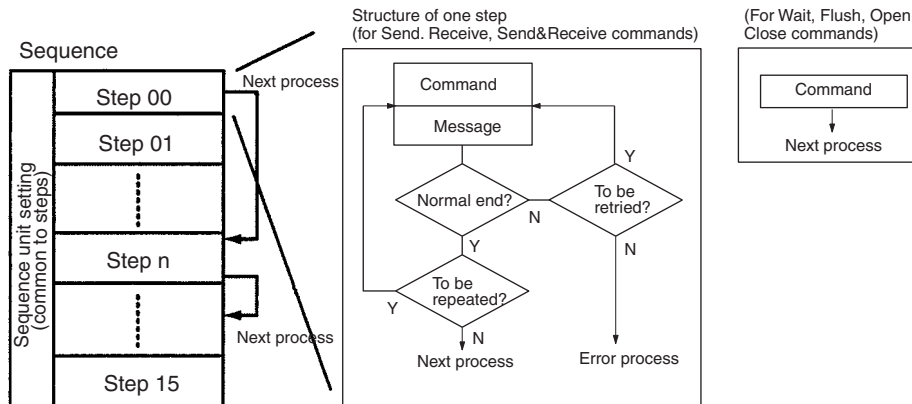 Structure of one step
(for Send. Receive, Send&Receive commands)
(For Wait, Flush, Open
Close commands)
Sequence
Sequence unit setting
(common to steps)
Step 00
Step 01
Step n
Step 15
Next process
Next process
Command
Message
Normal end?
N
Y
To be
retried?
Y
N
To be
repeated?
Y
N
Next process
Error process
Command
Next process